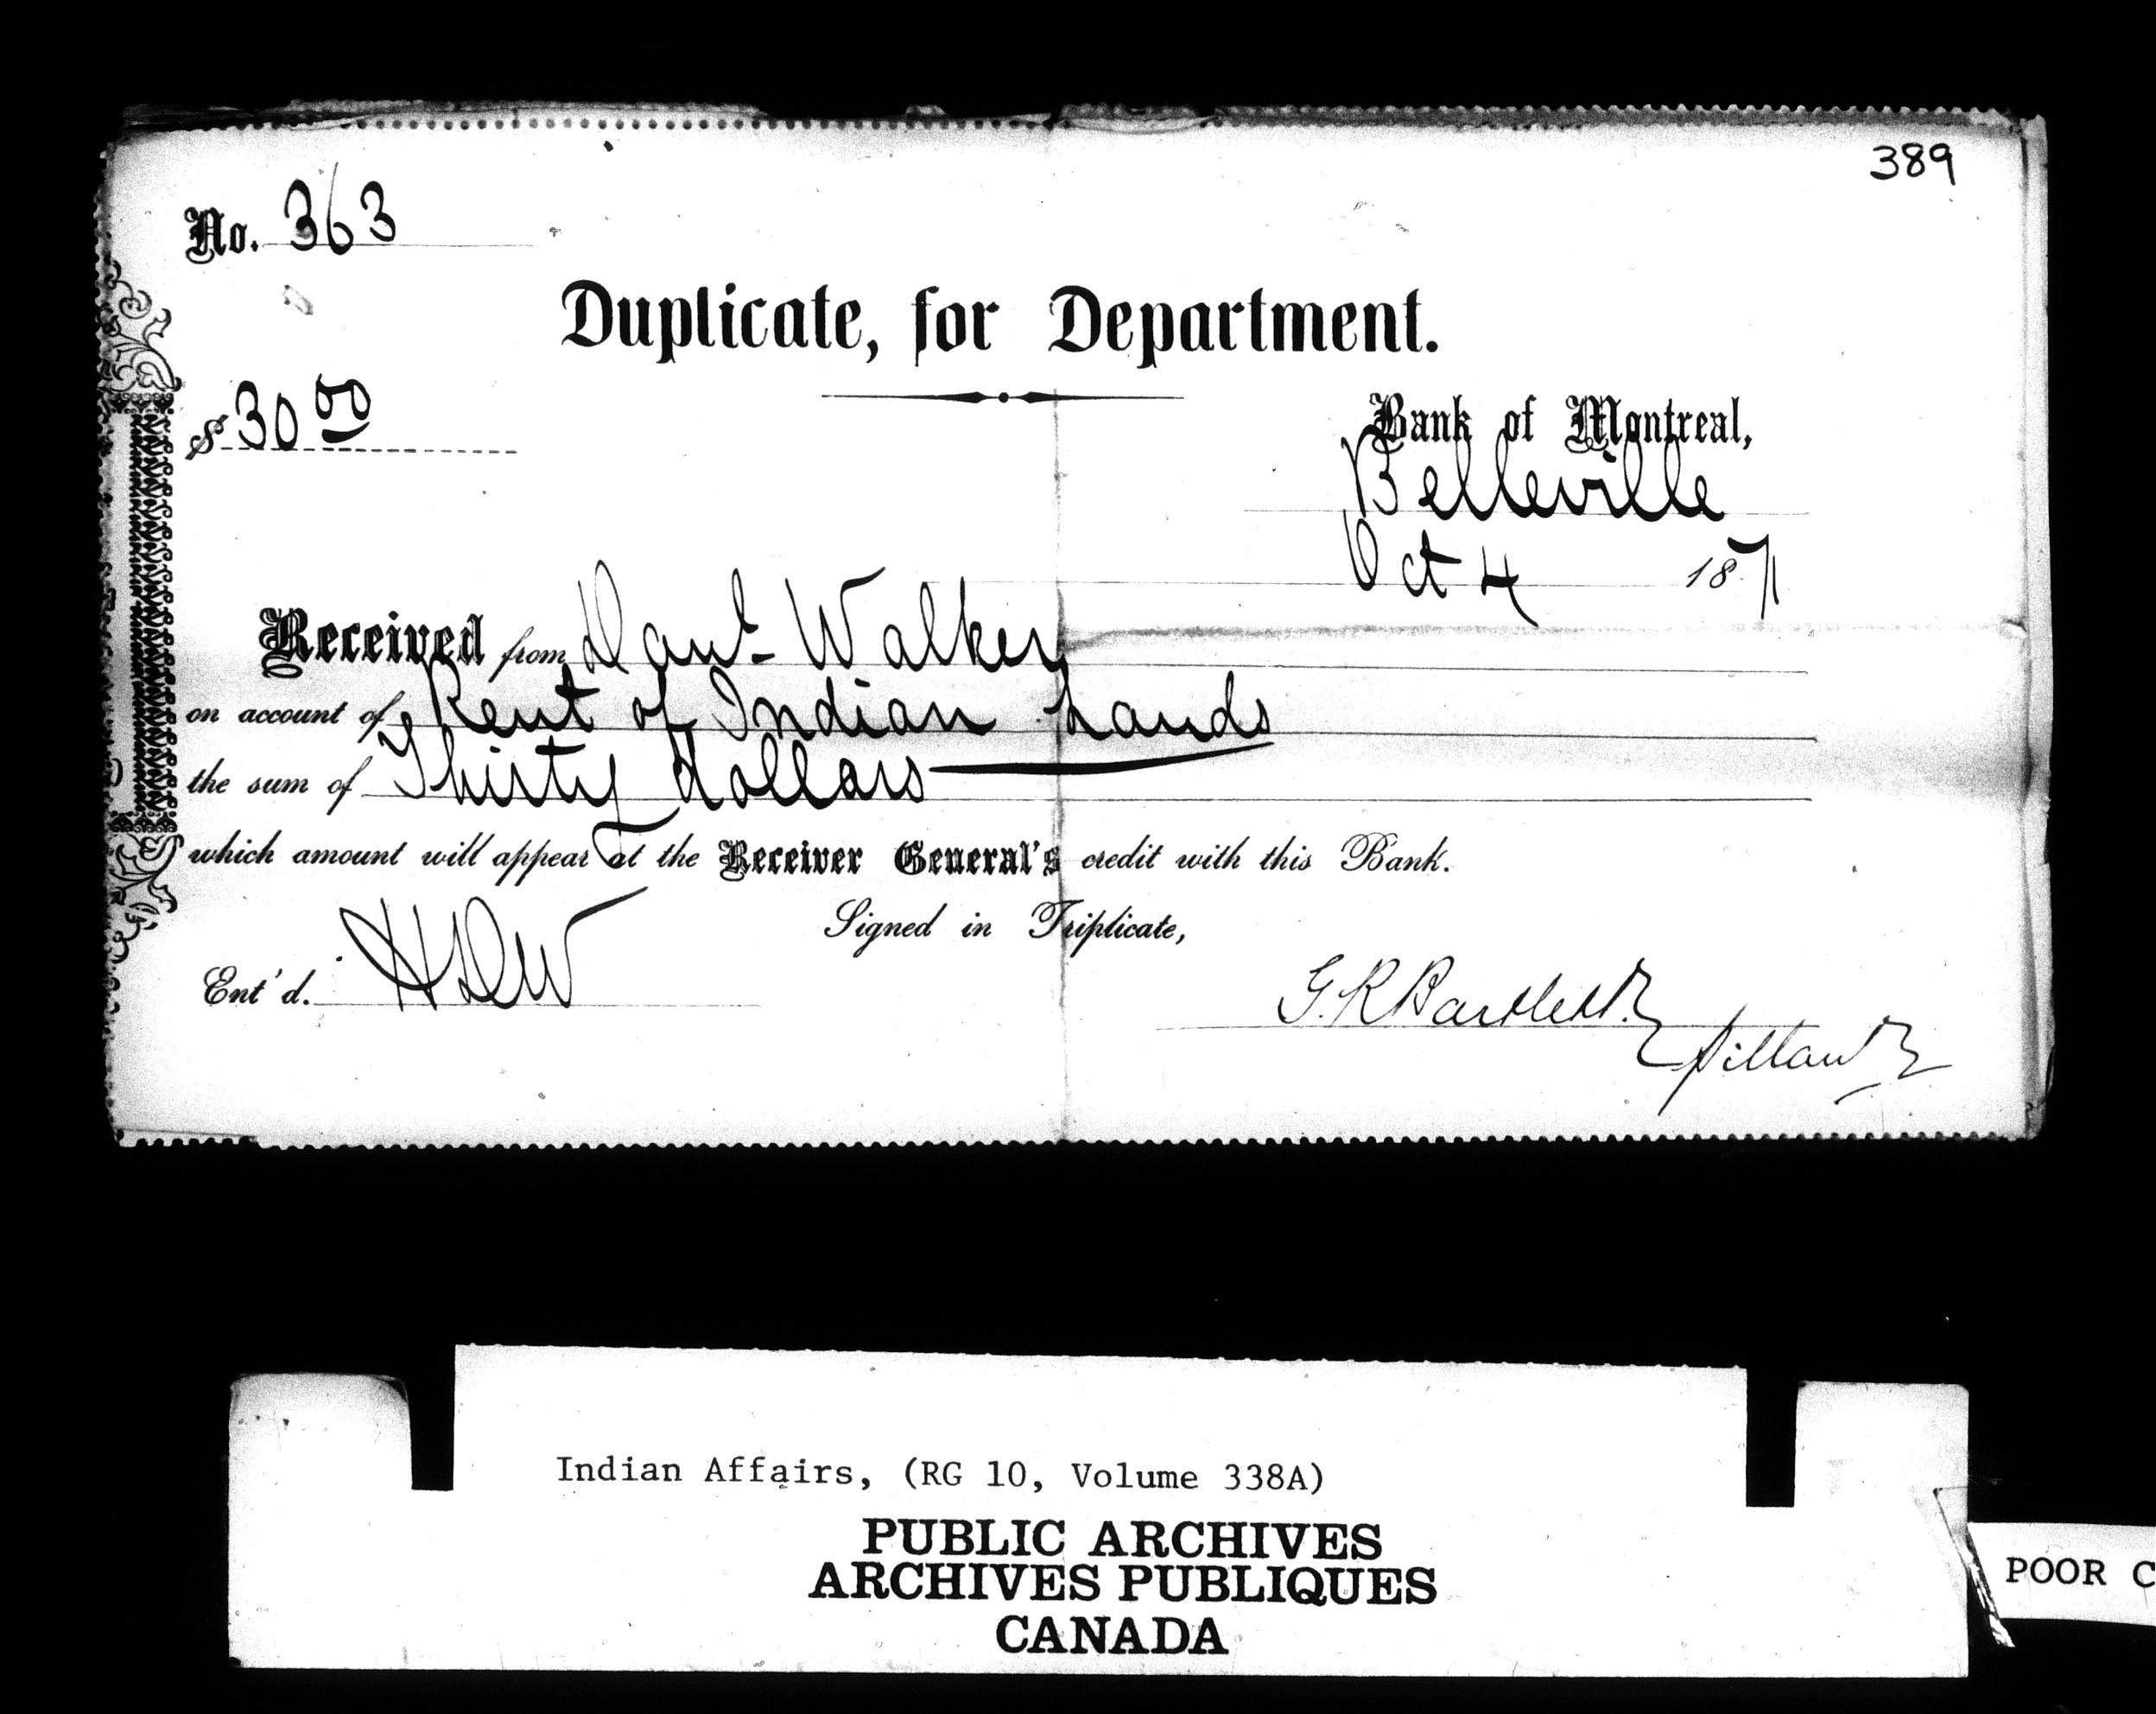 389
No. 363
Duplicate, for Department.
$30 00
Bank of Montreal,
Belleville
Oct 4 1871
Received from Danl Walker
on account of Rent of Indian Lands
the sum of Thirty dollars
which amount will appear at the Receiver General's credit with this Bank.
Signed in Triplicate,
Ent'd.
G. R. Bartlett
Indian Affairs, (RG 10, Volume 338A)
PUBLIC ARCHIVES
ARCHIVES PUBLIQUES
CANADA
POOR C